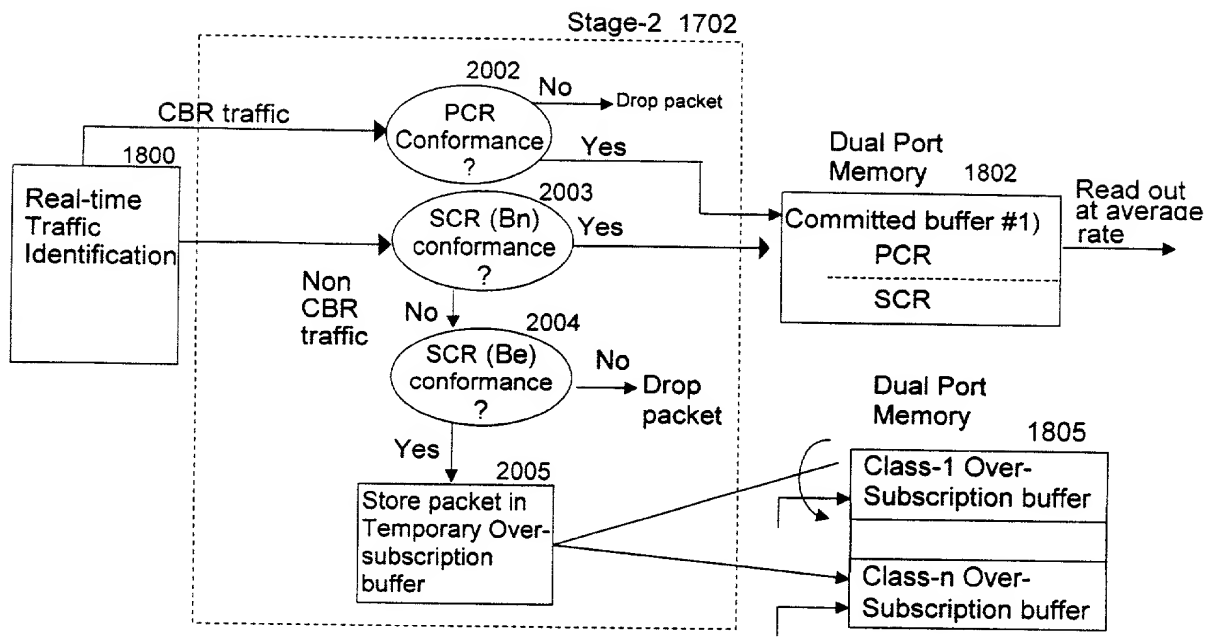 Stage-2 1702
2002
No
Drop packet
CBR traffic
PCR
Conformance
?
Yes
1800
Real-time
Traffic
Identification
2003
SCR (Bn)
conformance
?
Yes
Dual Port
Memory 1802
Committed buffer #1)
PCR
SCR
Read out
at average
rate
Non
CBR
traffic
No
2004
SCR (Be)
conformance
?
No
Drop
packet
Yes
2005
Store packet in
Temporary Over-
subscription
buffer
Dual Port
Memory
1805
Class-1 Over-
Subscription buffer
Class-n Over-
Subscription buffer